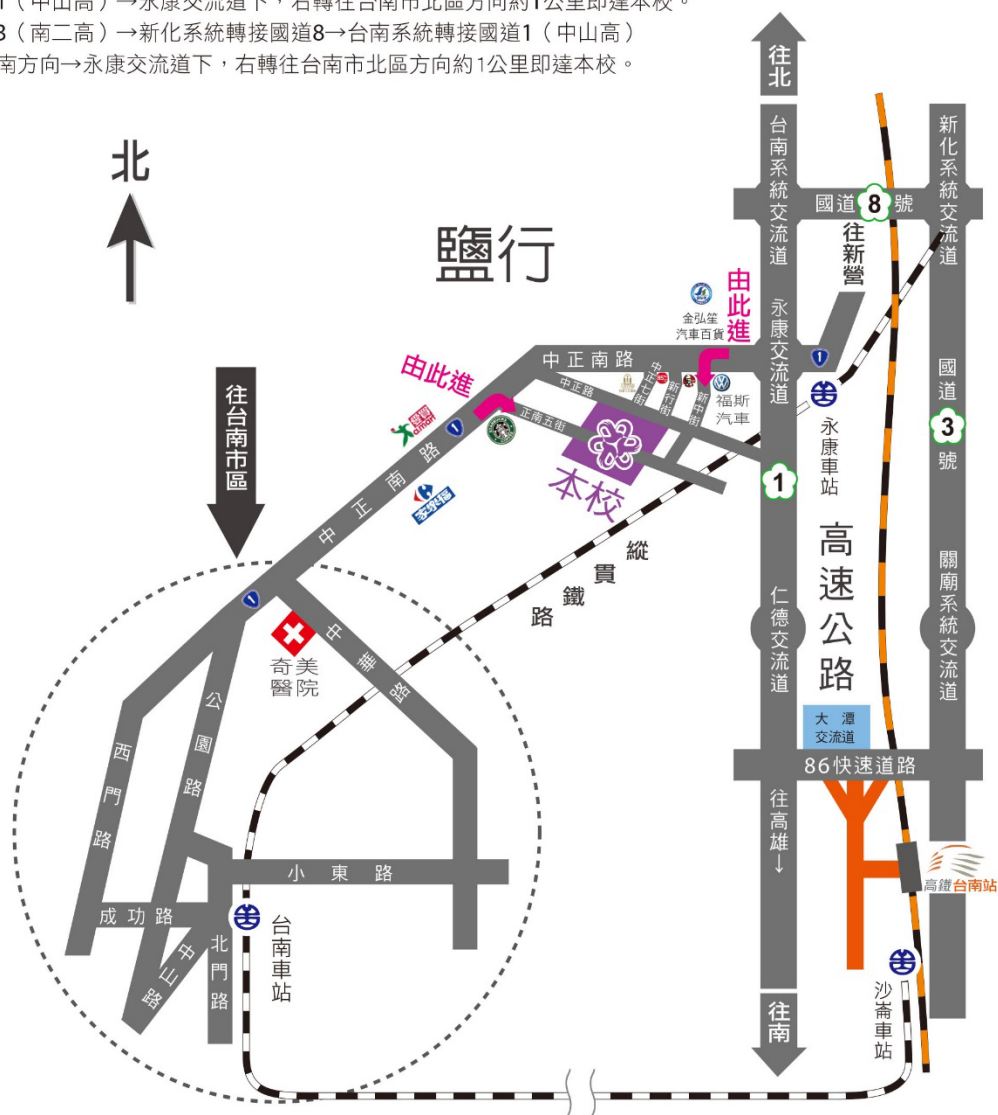 1（中山高）→永康交流道下，右轉往台南市北區方向約1公里即達本校。
3（南二高）→新化系統轉接國道8→台南系統轉接國道1（中山高）
南方向→永康交流道下，右轉往台南市北區方向約1公里即達本校。
往北
北
台南系統交流道
新化系統交流道
國道8號
往新營
鹽行
由此進
金弘笙
汽車百貨
永康交流道
中正南路
1
由此進
中正路
中正七街
新行街
新中街
福斯
汽車
國道3號
往台南市區
愛買
a.mart
1
正南五街
永康車站
中正南路
家樂福
本校
1
高速公路
縱貫鐵路
仁德交流道
關廟系統交流道
1
奇美
醫院
中華路
公園路
西門路
大潭
交流道
86快速道路
往高雄↓
小東路
高鐵台南站
成功路
台南車站
北門路
中山路
沙崙車站
往南